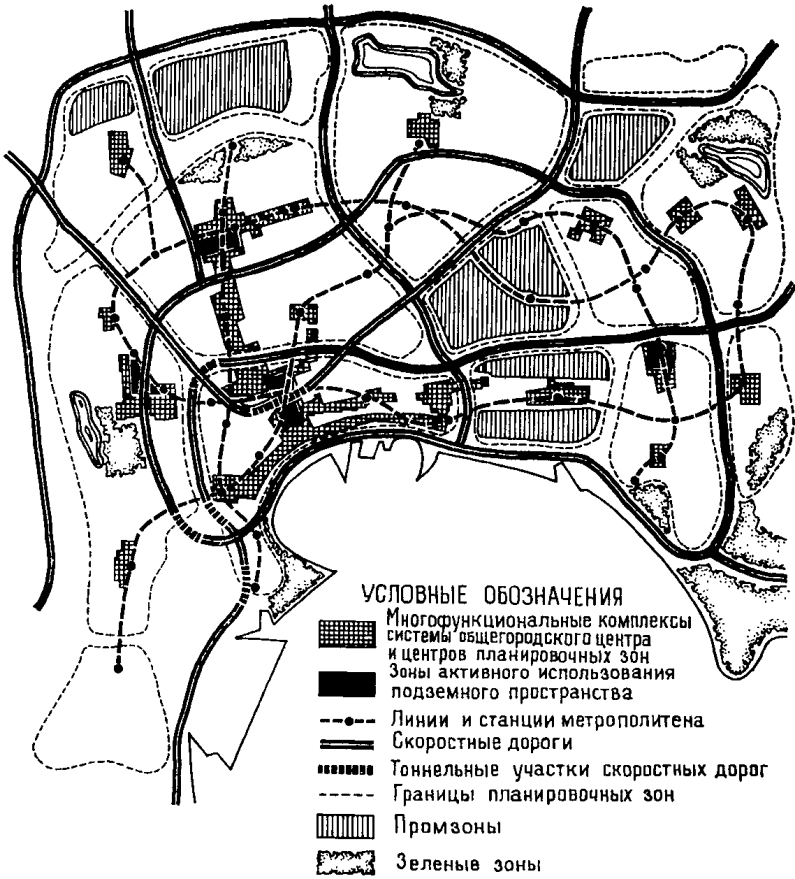 УСЛОВНЫЕ ОБОЗНАЧЕНИЯ
Многофункциональные комплексы
системы общегородского центра
и центров планировочных зон
Зоны активного использования
подземного пространства
Линии и станции метрополитена
Скоростные дороги
Тоннельные участки скоростных дорог
Границы планировочных зон
Промзоны
Зеленые зоны